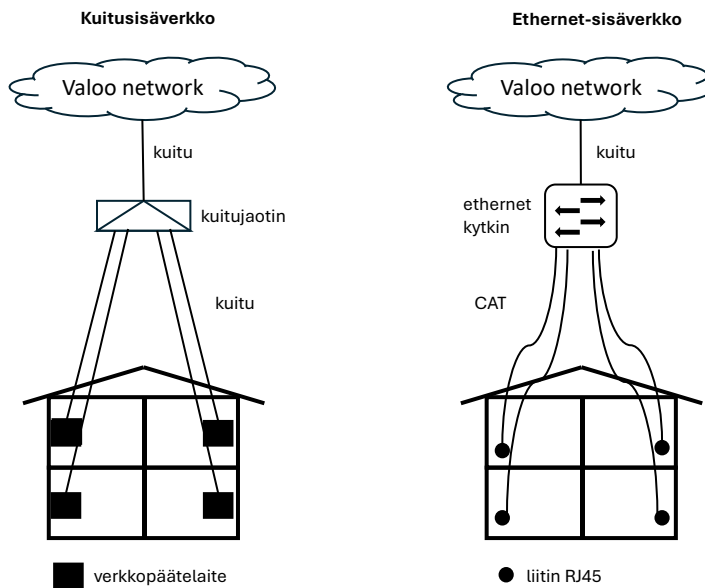 Kuitusisäverkko
Valoo network
kuitu
kuitujaotin
kuitu
verkkopäätelaite
Ethernet-sisäverkko
Valoo network
kuitu
ethernet
kytkin
CAT
liitin RJ45